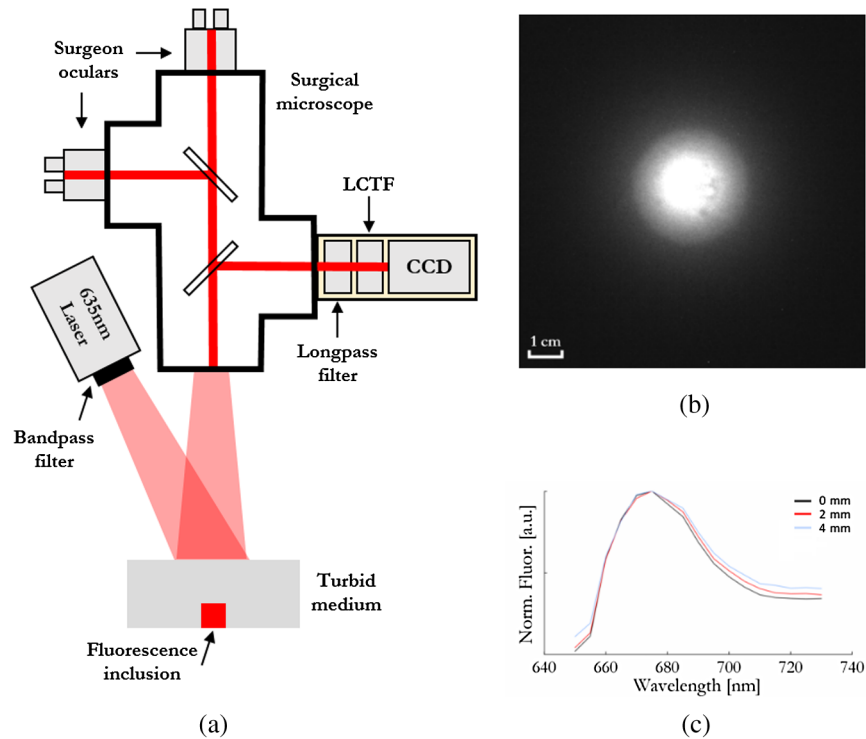 Surgeon
oculars
Surgical
microscope
LCTF
CCD
635nm
Laser
Longpass
filter
Bandpass
filter
Turbid
medium
Fluorescence
inclusion
(a)
1 cm
(b)
Norm. Fluor. [a.u.]
0 mm
2 mm
4 mm
640 660 680 700 720 740
Wavelength [nm]
(c)